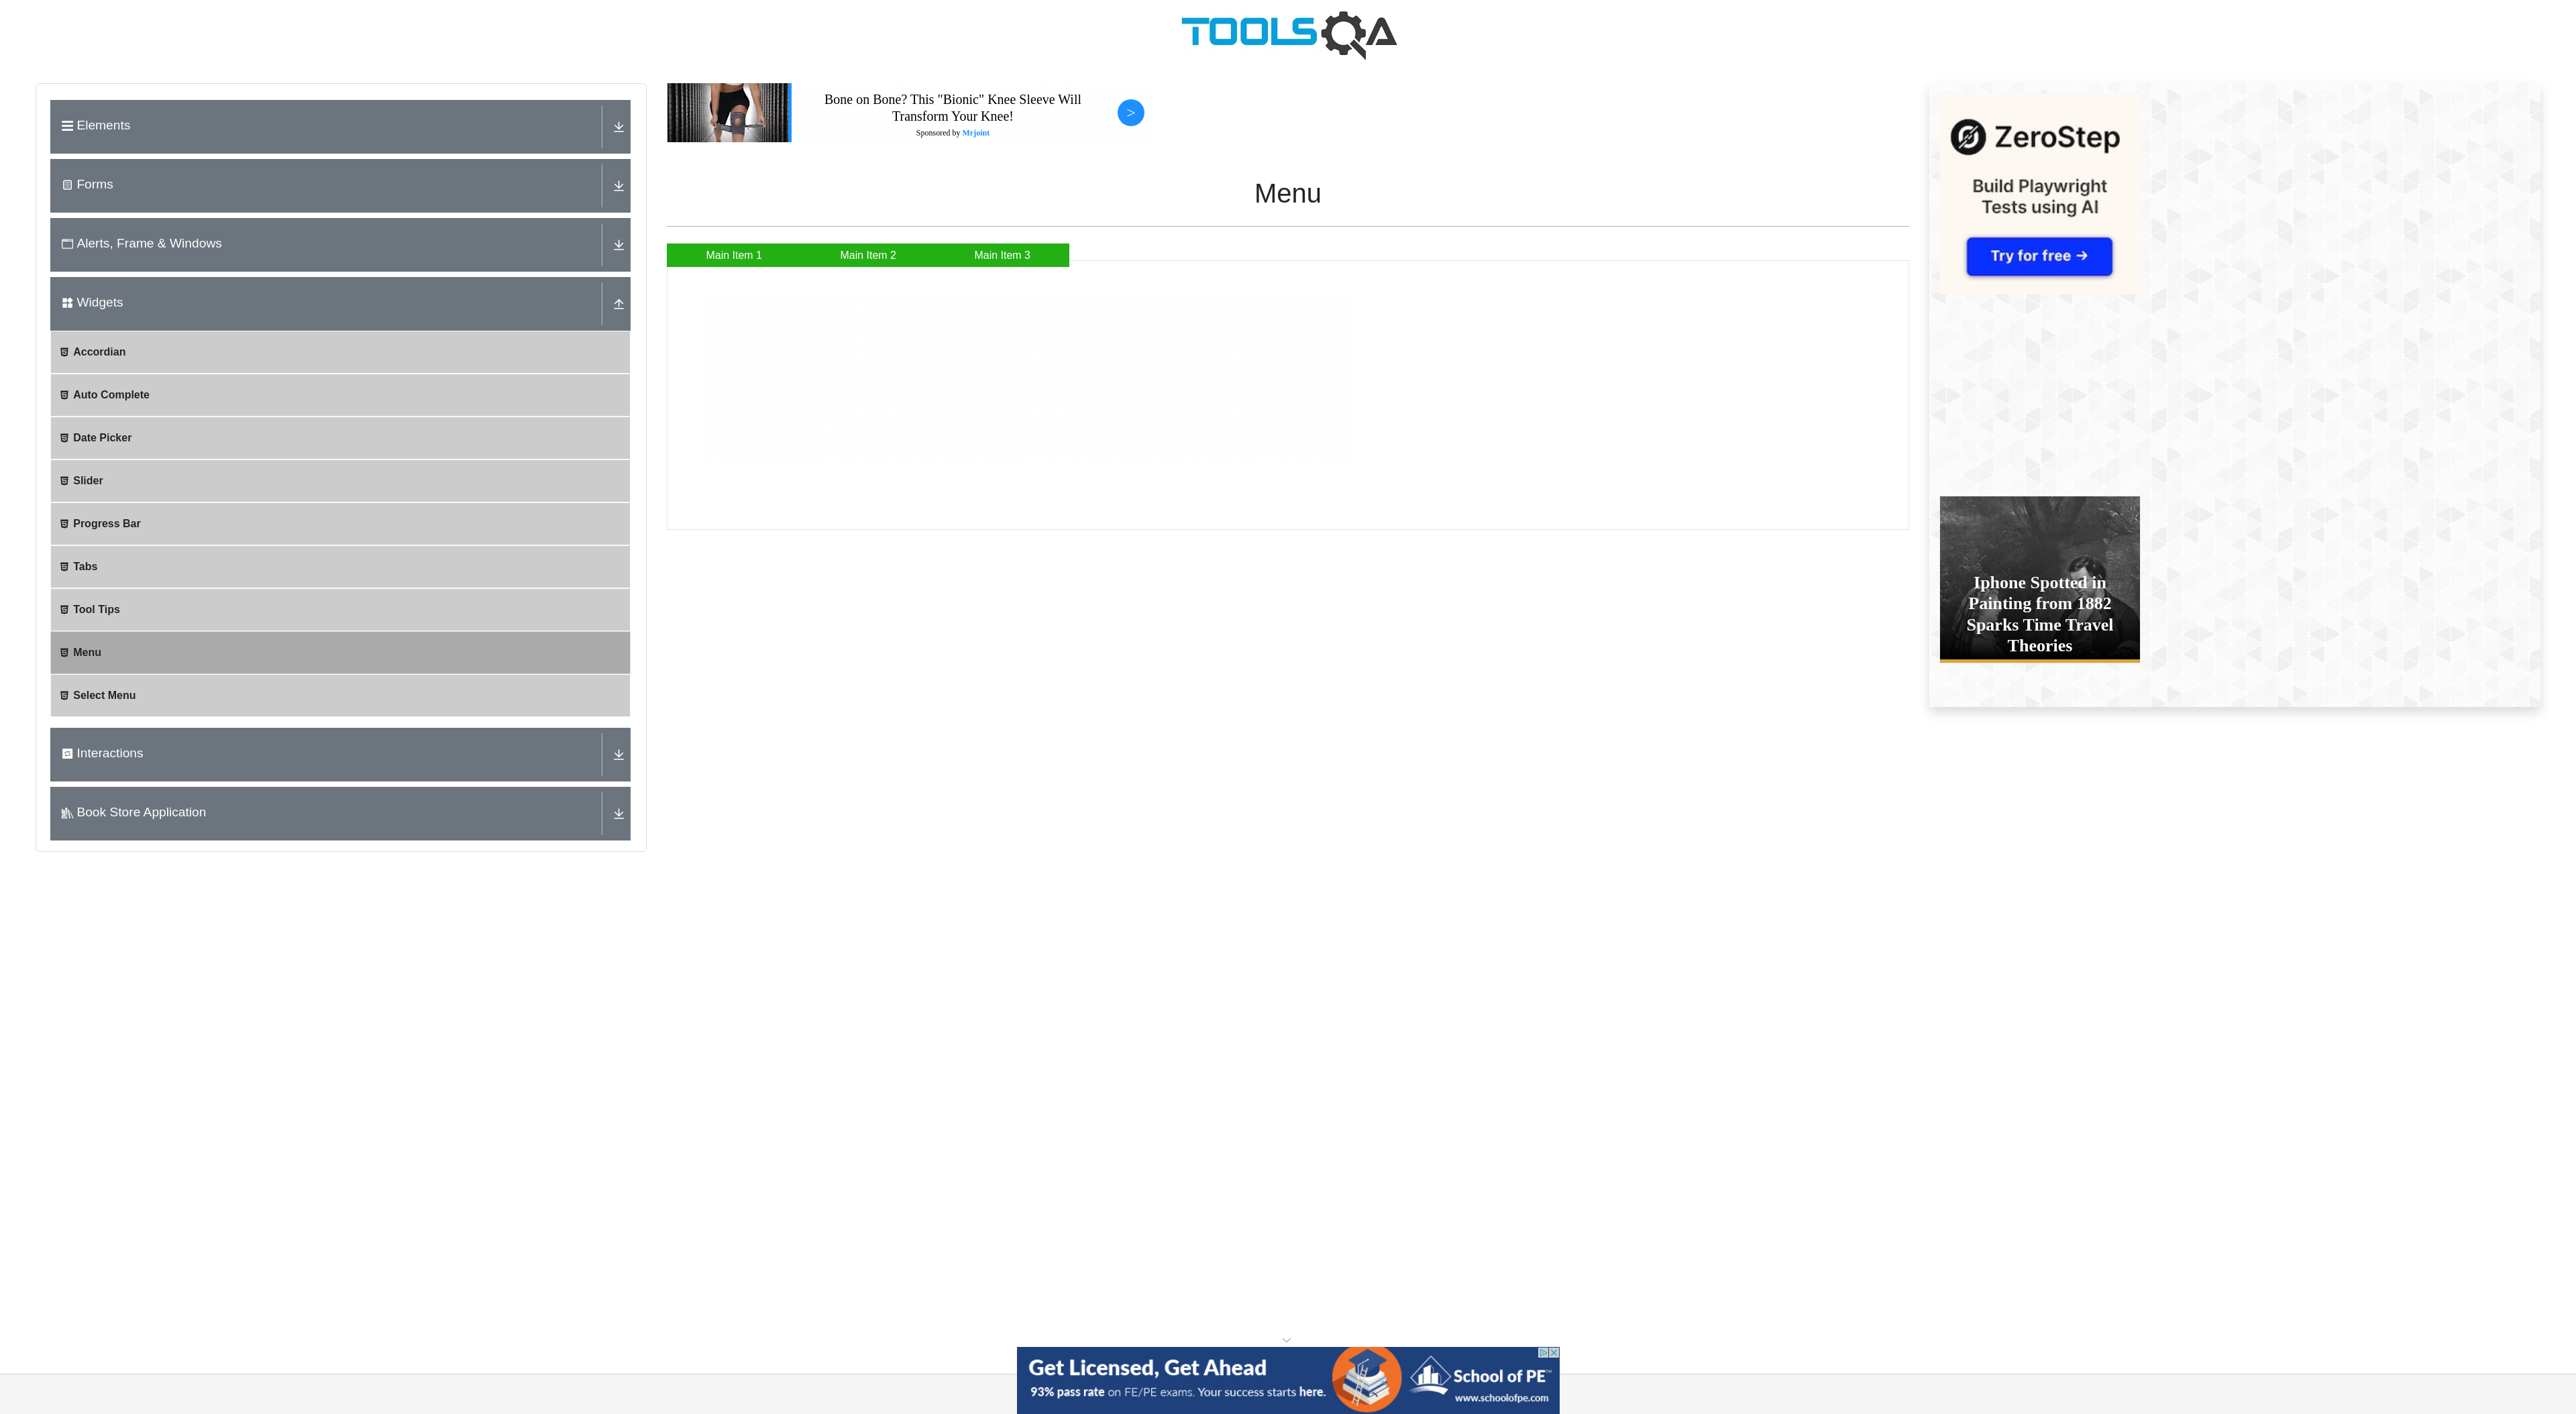 TOOLSQA
Elements
Forms
Alerts, Frame & Windows
Widgets
Accordian
Auto Complete
Date Picker
Slider
Progress Bar
Tabs
Tool Tips
Menu
Select Menu
Interactions
Book Store Application
Bone on Bone? This "Bionic" Knee Sleeve Will
Transform Your Knee!
Sponsored by Mrjoint
>
Menu
Main Item 1 Main Item 2 Main Item 3
ZeroStep
Build Playwright
Tests using AI
Try for free →
Iphone Spotted in
Painting from 1882
Sparks Time Travel
Theories
Get Licensed, Get Ahead
93% pass rate on FE/PE exams. Your success starts here.
School of PE™
www.schoolofpe.com